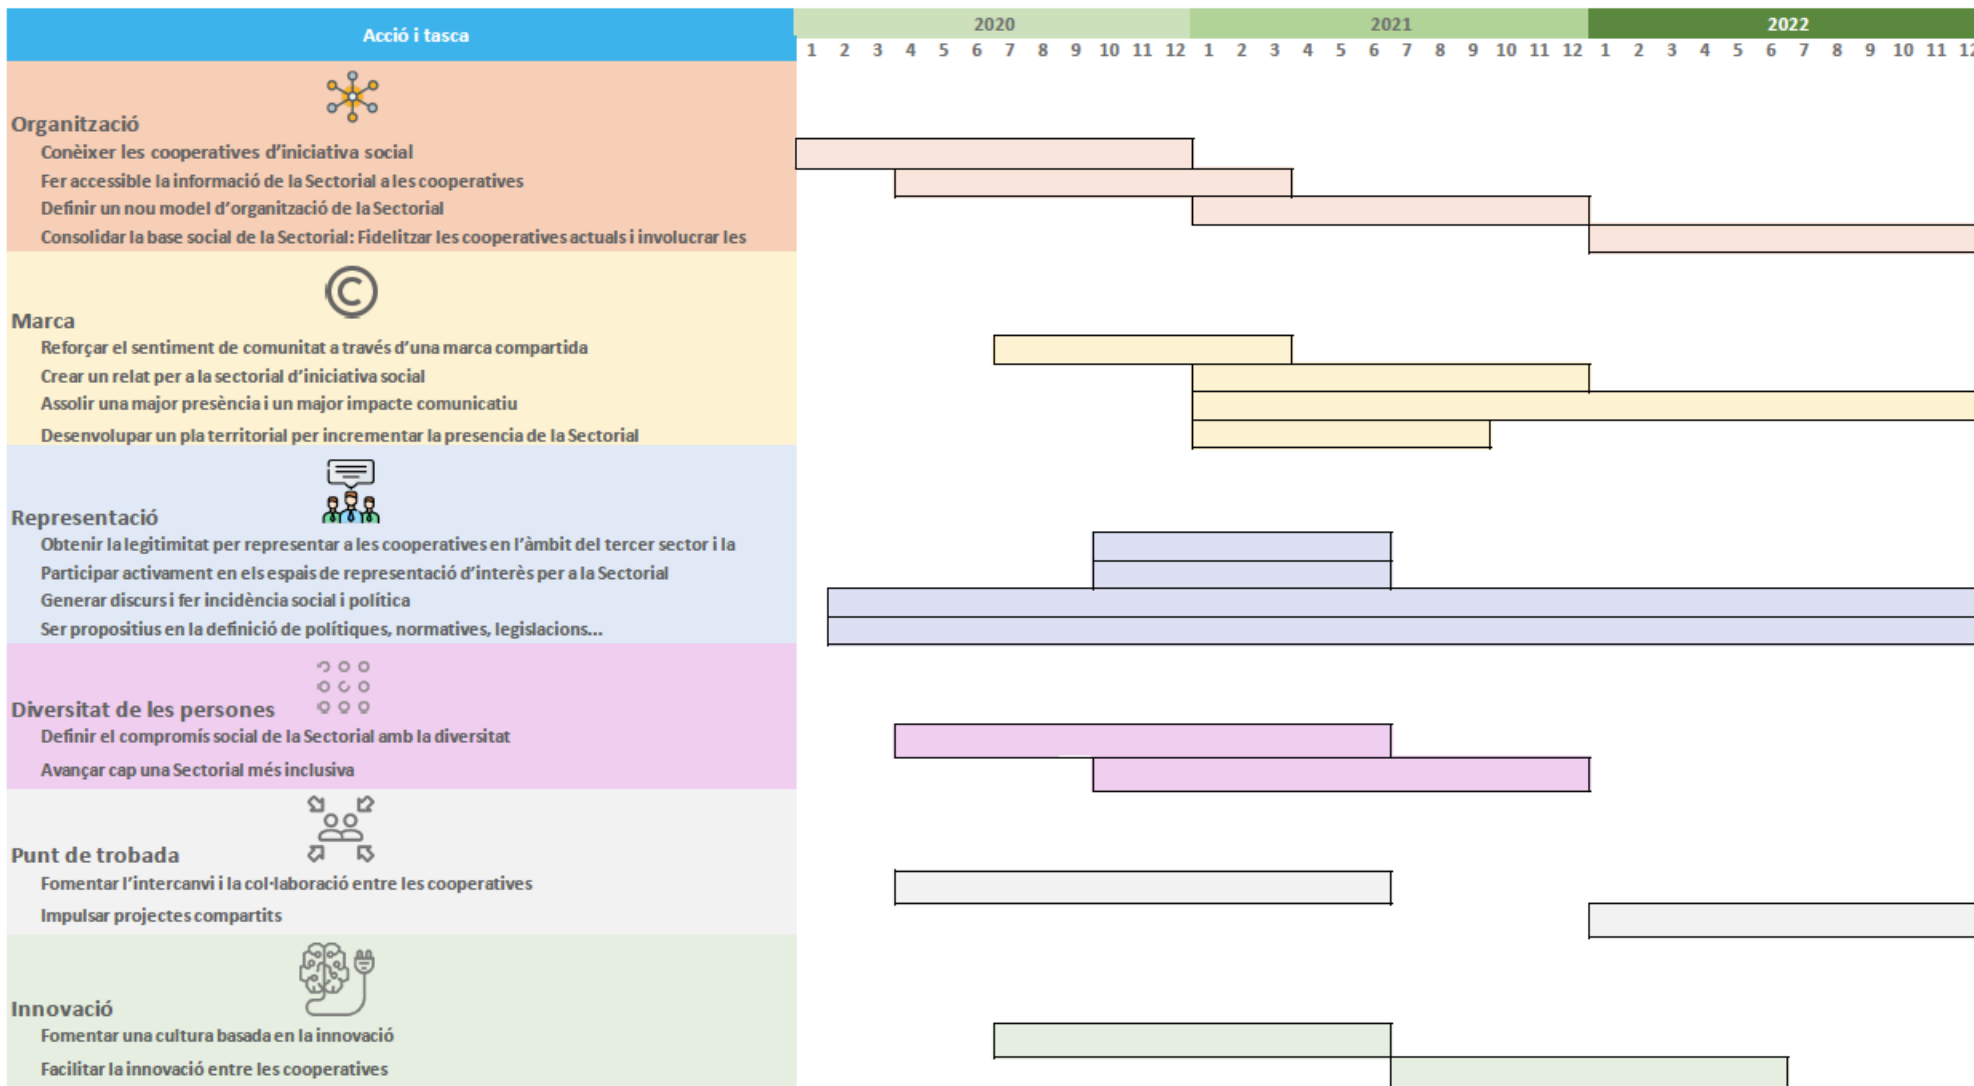 Acció i tasca
2020 2021 2022
1 2 3 4 5 6 7 8 9 10 11 12 1 2 3 4 5 6 7 8 9 10 11 12 1 2 3 4 5 6 7 8 9 10 11 12
Organització
Conèixer les cooperatives d'iniciativa social
Fer accessible la informació de la Sectorial a les cooperatives
Definir un nou model d'organització de la Sectorial
Consolidar la base social de la Sectorial: Fidelitzar les cooperatives actuals i involucrar les
C
Marca
Reforçar el sentiment de comunitat a través d'una marca compartida
Crear un relat per a la sectorial d'iniciativa social
Assolir una major presència i un major impacte comunicatiu
Desenvolupar un pla territorial per incrementar la presencia de la Sectorial
Representació
Obtenir la legitimitat per representar a les cooperatives en l'àmbit del tercer sector i la
Participar activament en els espais de representació d'interès per a la Sectorial
Generar discurs i fer incidència social i política
Ser propositius en la definició de polítiques, normatives, legislacions...
Diversitat de les persones
Definir el compromís social de la Sectorial amb la diversitat
Avançar cap una Sectorial més inclusiva
Punt de trobada
Fomentar l'intercanvi i la col·laboració entre les cooperatives
Impulsar projectes compartits
Innovació
Fomentar una cultura basada en la innovació
Facilitar la innovació entre les cooperatives